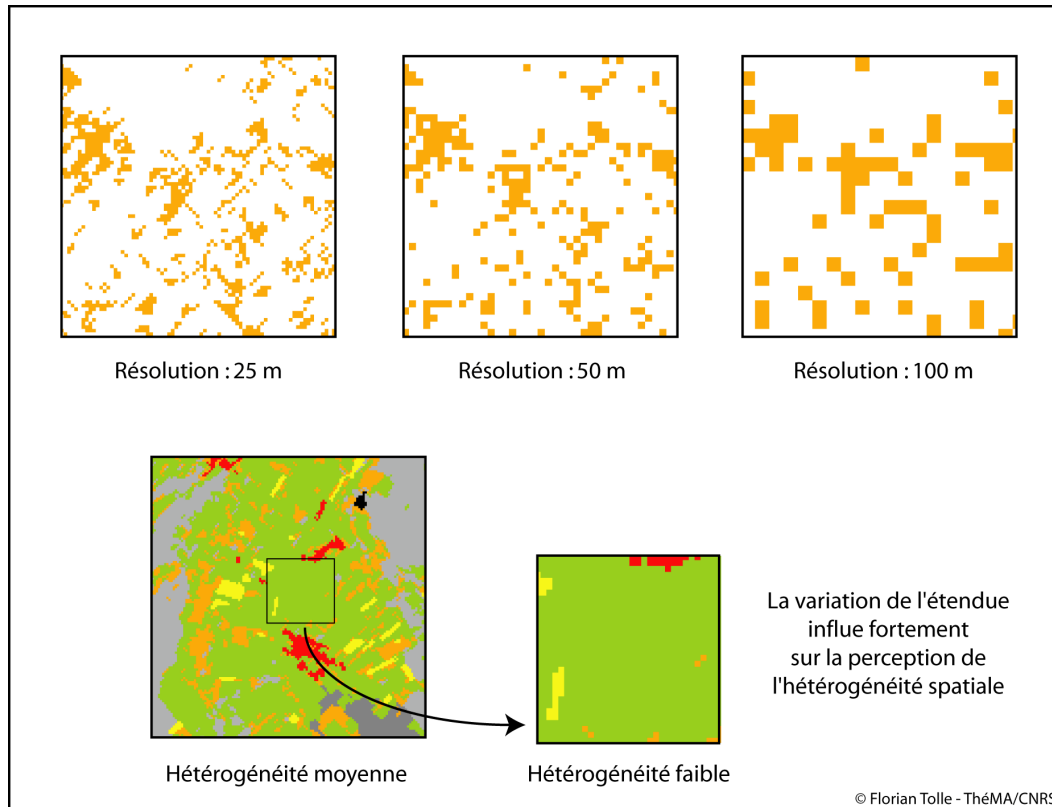 Résolution : 25 m
Résolution : 50 m
Résolution : 100 m
La variation de l'étendue
influe fortement
sur la perception de
l'hétérogénéité spatiale
Hétérogénéité moyenne
Hétérogénéité faible
© Florian Tolle - ThéMA/CNRS